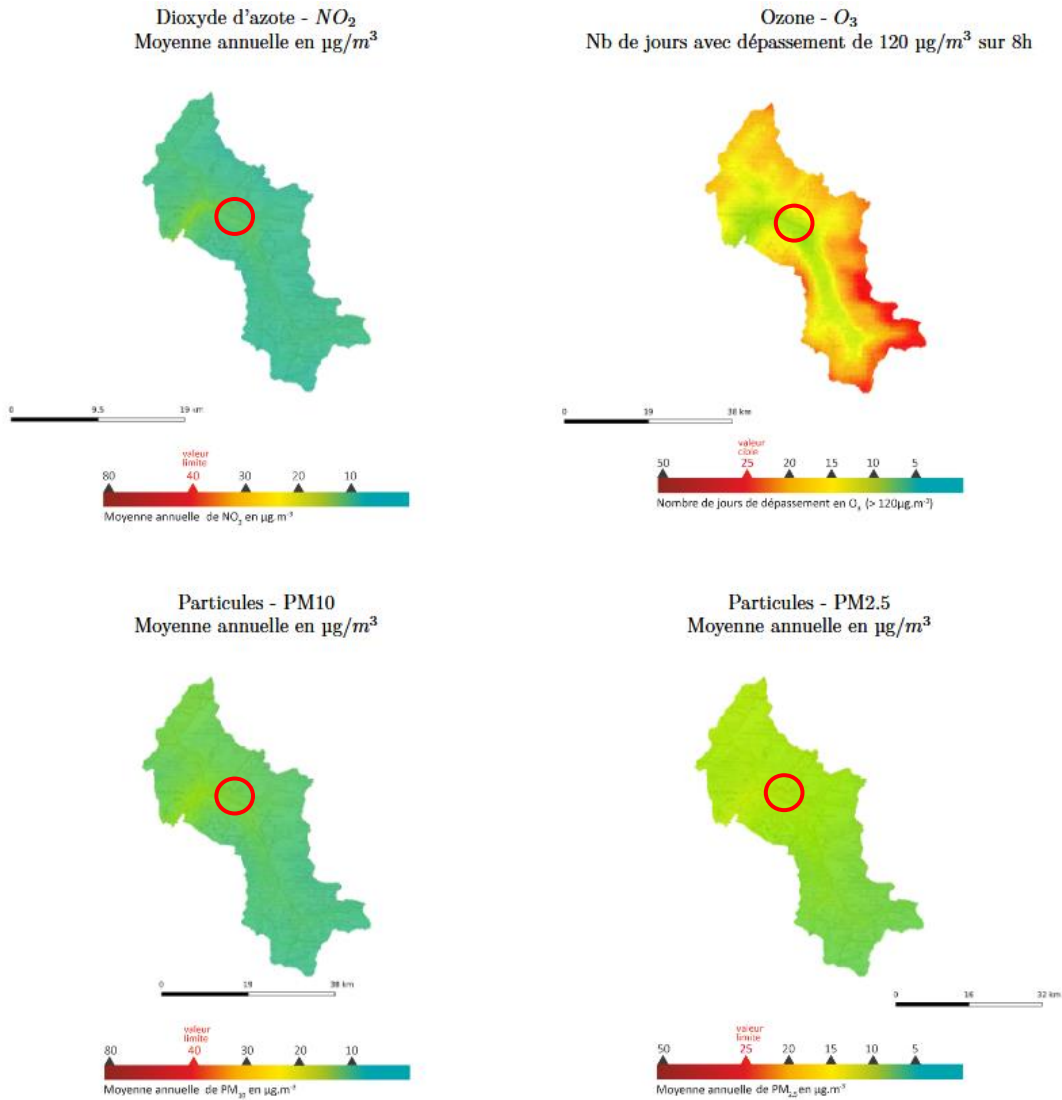 Dioxyde d'azote - NO₂
Moyenne annuelle en µg/m³
0 9.5 19 km
valeur
limite
80 40 30 20 10
Moyenne annuelle de NO₂ en µg.m⁻³
Ozone - O₃
Nb de jours avec dépassement de 120 µg/m³ sur 8h
0 19 38 km
valeur
cible
50 25 20 15 10 5
Nombre de jours de dépassement en O₃ (> 120µg.m⁻³)
Particules - PM10
Moyenne annuelle en µg/m³
0 19 38 km
valeur
limite
80 40 30 20 10
Moyenne annuelle de PM₁₀ en µg.m⁻³
Particules - PM2.5
Moyenne annuelle en µg/m³
0 16 32 km
valeur
limite
50 25 20 15 10 5
Moyenne annuelle de PM₂.₅ en µg.m⁻³